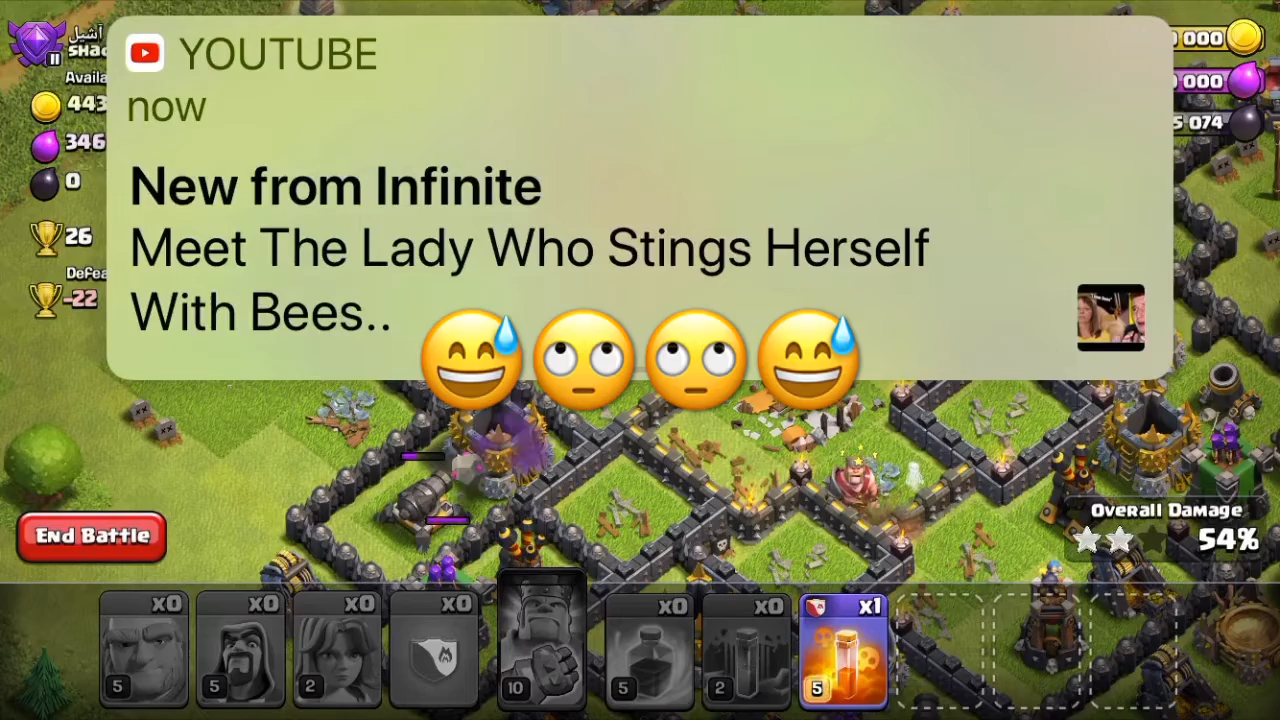 YOUTUBE
now
New from Infinite
Meet The Lady Who Stings Herself
With Bees..
آشيل
Availa
443
346
0
26
Defea
-22
000
000
5 074
End Battle
Overall Damage
54%
x0
x0
x0
x0
x0
x0
x1
5
5
2
10
5
2
5